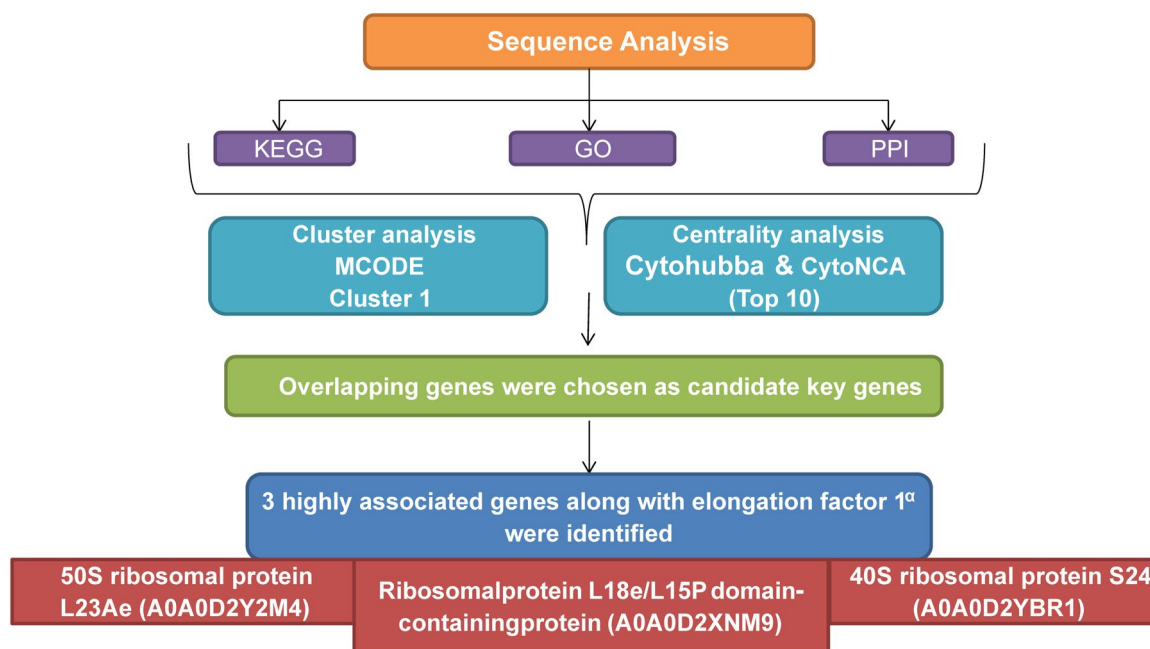 Sequence Analysis
KEGG
GO
PPI
Cluster analysis
MCODE
Cluster 1
Centrality analysis
Cytohubba & CytoNCA
(Top 10)
Overlapping genes were chosen as candidate key genes
3 highly associated genes along with elongation factor 1α
were identified
50S ribosomal protein
L23Ae (A0A0D2Y2M4)
Ribosomalprotein L18e/L15P domain-
containingprotein (A0A0D2XNM9)
40S ribosomal protein S24
(A0A0D2YBR1)